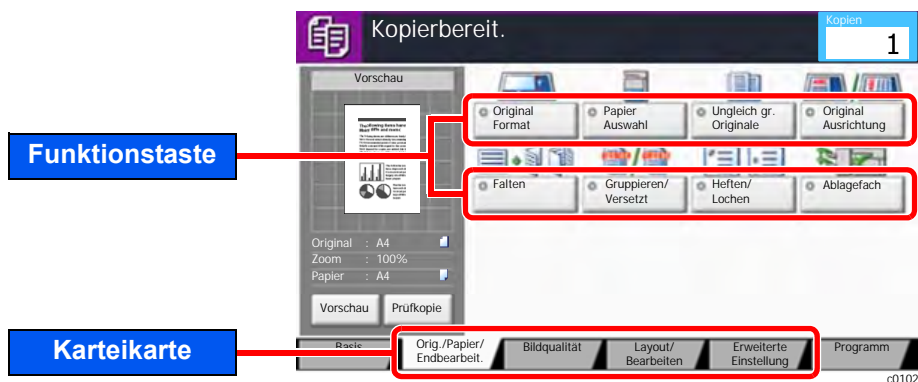 Kopierbereit.
Kopien
1
Vorschau
Original
Format
Papier
Auswahl
Ungleich gr.
Originale
Original
Ausrichtung
Funktionstaste
Falten
Gruppieren/
Versetzt
Heften/
Lochen
Ablagefach
Original : A4
Zoom : 100%
Papier : A4
Vorschau
Prüfkopie
Karteikarte
Basis
Orig./Papier/
Endbearbeit.
Bildqualität
Layout/
Bearbeiten
Erweiterte
Einstellung
Programm
c0102